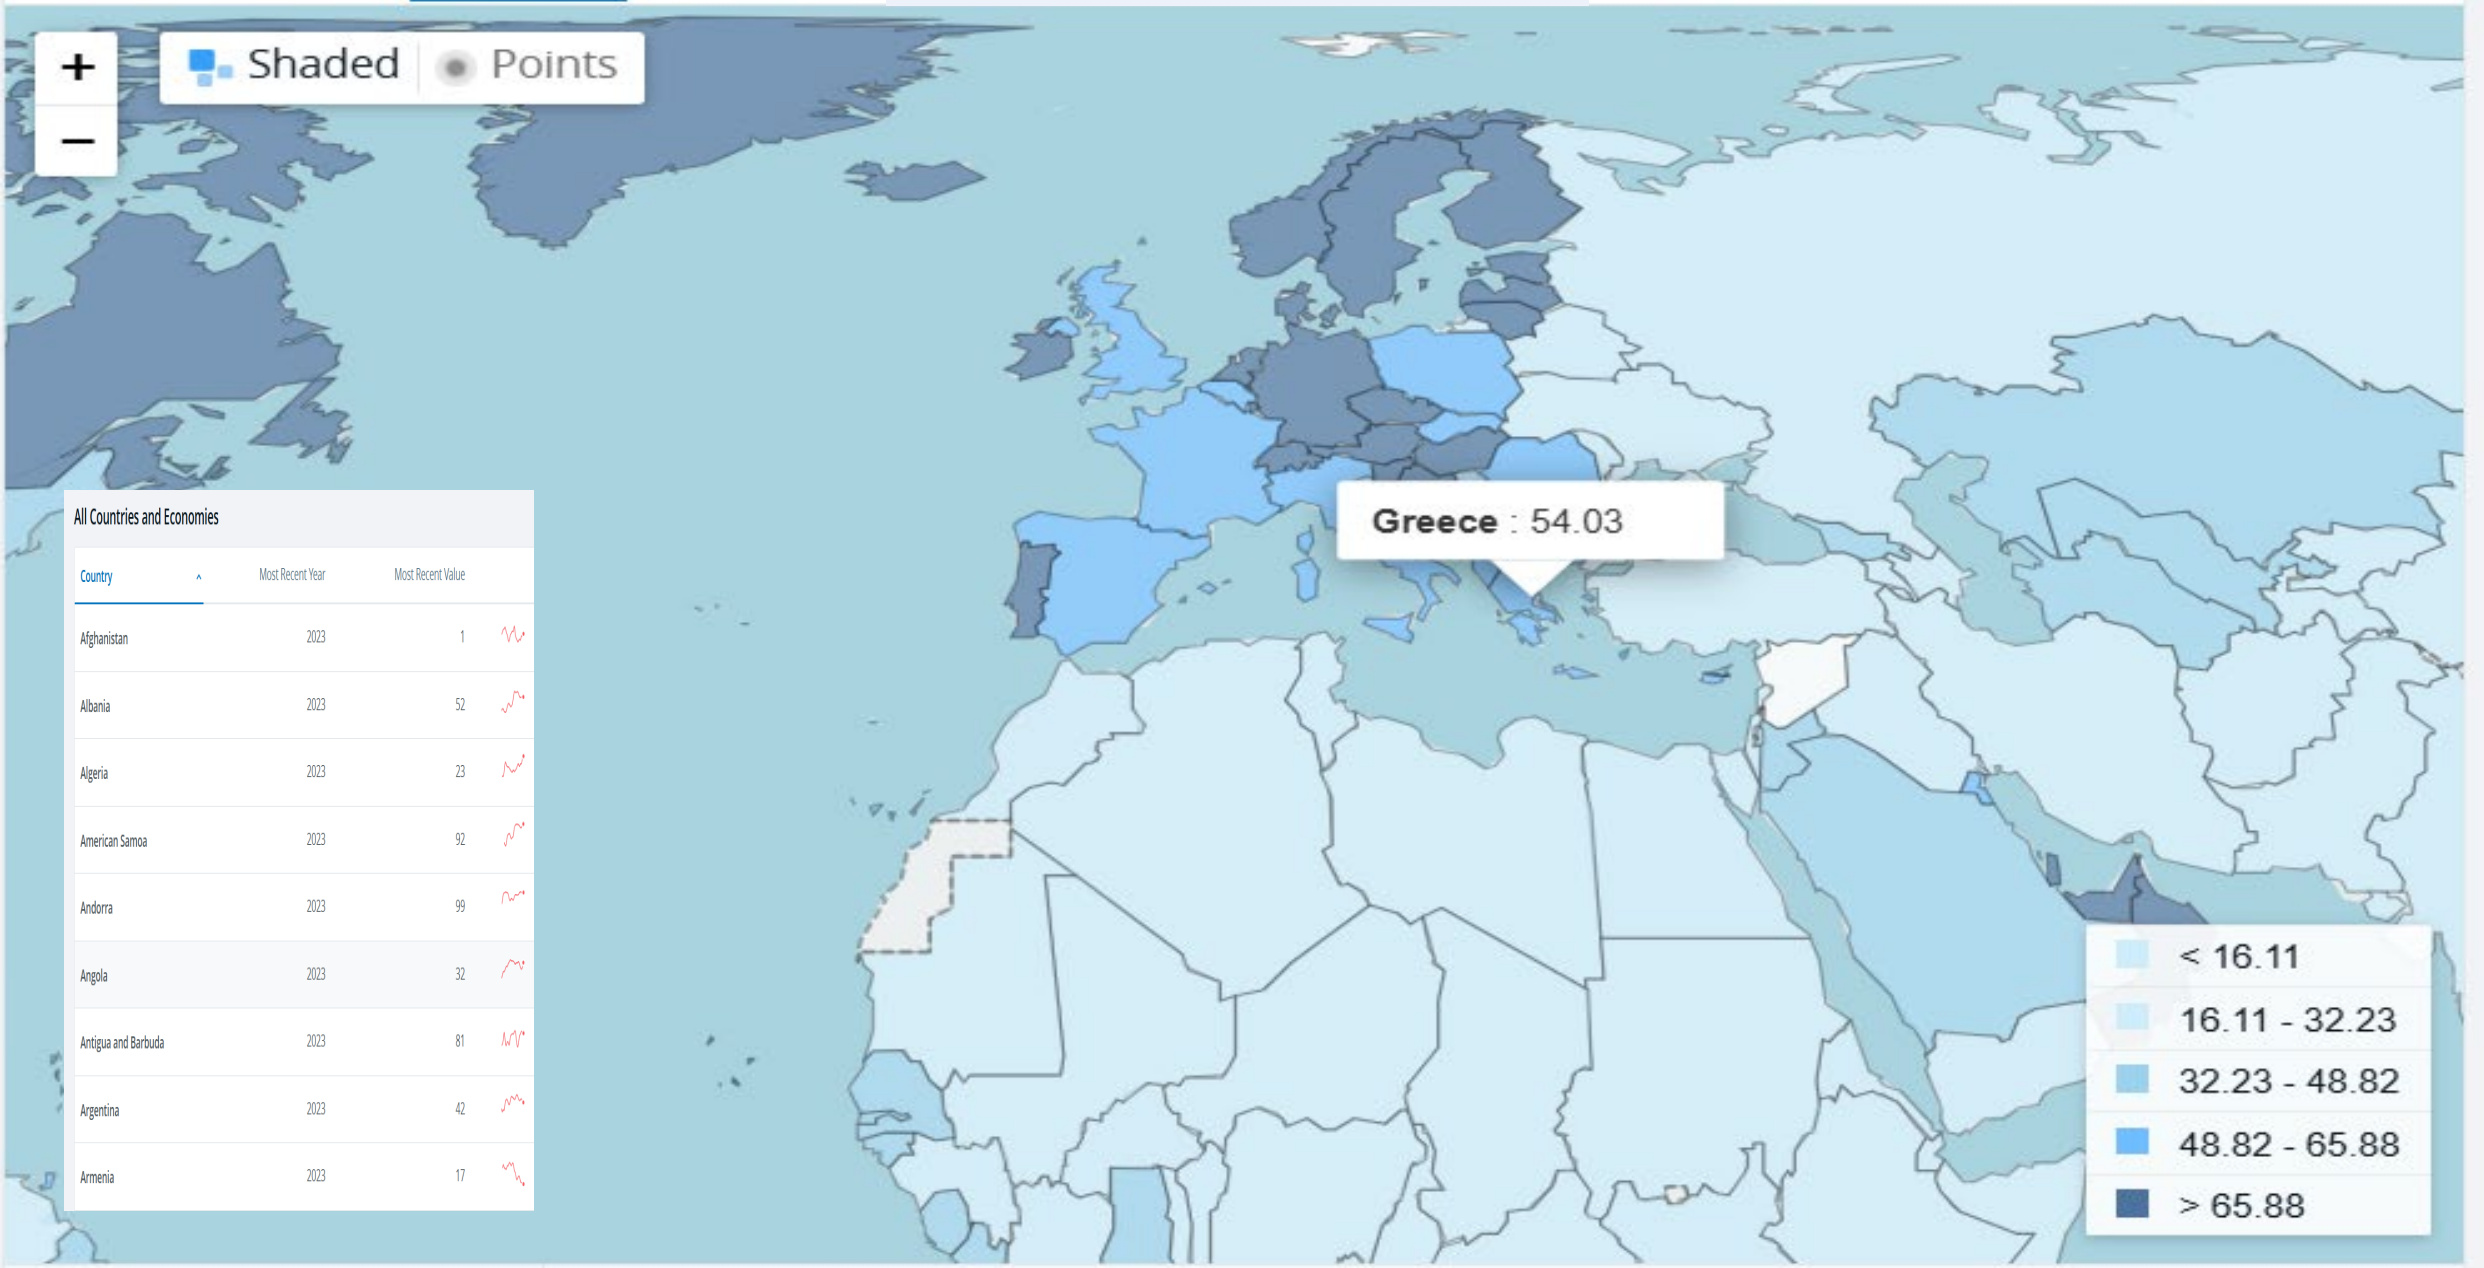 +
−
Shaded
Points
Greece : 54.03
All Countries and Economies
Country Most Recent Year Most Recent Value
Afghanistan 2023 1
Albania 2023 52
Algeria 2023 23
American Samoa 2023 92
Andorra 2023 99
Angola 2023 32
Antigua and Barbuda 2023 81
Argentina 2023 42
Armenia 2023 17
< 16.11
16.11 - 32.23
32.23 - 48.82
48.82 - 65.88
> 65.88